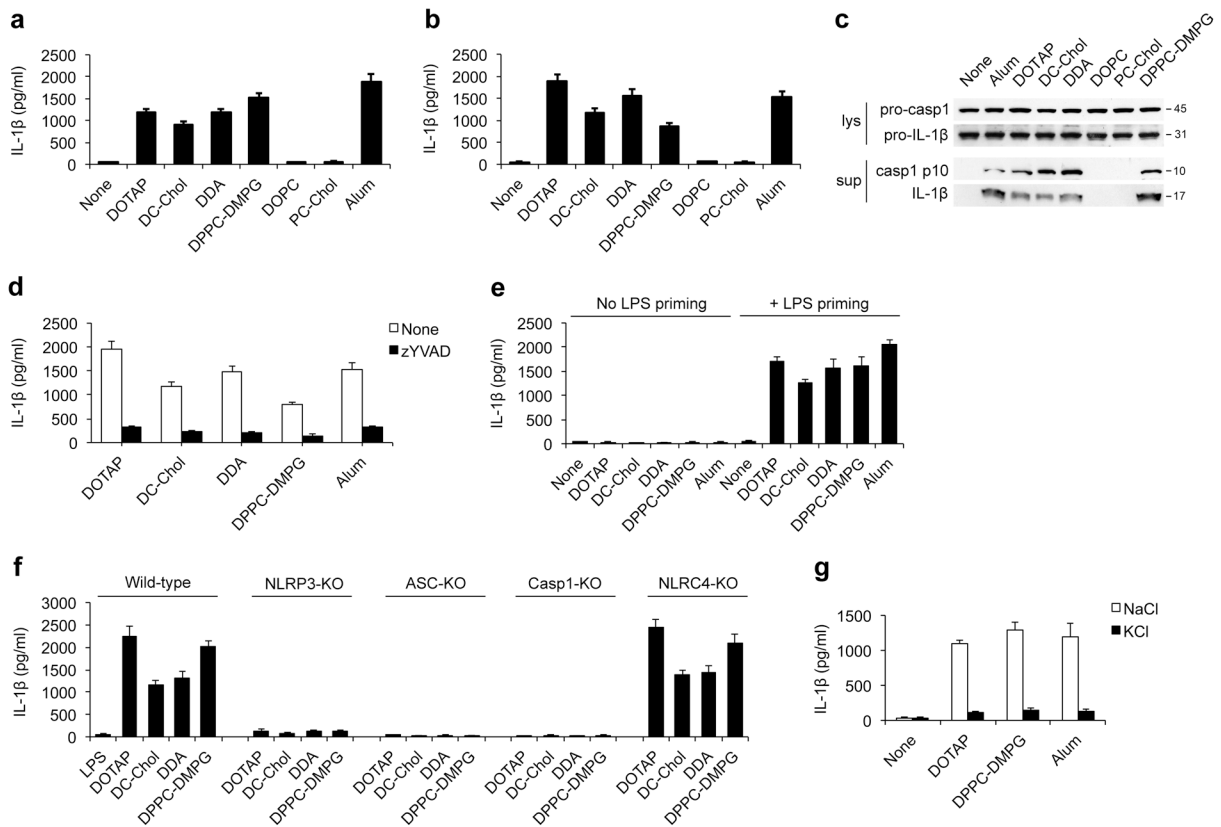 a
IL-1β (pg/ml)
2500
2000
1500
1000
500
0
None
DOTAP
DC-Chol
DDA
DPPC-DMPG
DOPC
PC-Chol
Alum
b
IL-1β (pg/ml)
2500
2000
1500
1000
500
0
None
DOTAP
DC-Chol
DDA
DPPC-DMPG
DOPC
PC-Chol
Alum
c
None
Alum
DOTAP
DC-Chol
DDA
DOPC
PC-Chol
DPPC-DMPG
lys
pro-casp1
- 45
pro-IL-1β
- 31
sup
casp1 p10
- 10
IL-1β
- 17
d
IL-1β (pg/ml)
2500
2000
1500
1000
500
0
None
zYVAD
DOTAP
DC-Chol
DDA
DPPC-DMPG
Alum
e
No LPS priming
+ LPS priming
IL-1β (pg/ml)
2500
2000
1500
1000
500
0
None
DOTAP
DC-Chol
DDA
DPPC-DMPG
Alum
None
DOTAP
DC-Chol
DDA
DPPC-DMPG
Alum
f
Wild-type
NLRP3-KO
ASC-KO
Casp1-KO
NLRC4-KO
IL-1β (pg/ml)
3000
2500
2000
1500
1000
500
0
LPS
DOTAP
DC-Chol
DDA
DPPC-DMPG
DOTAP
DC-Chol
DDA
DPPC-DMPG
DOTAP
DC-Chol
DDA
DPPC-DMPG
DOTAP
DC-Chol
DDA
DPPC-DMPG
DOTAP
DC-Chol
DDA
DPPC-DMPG
g
IL-1β (pg/ml)
1500
1000
500
0
NaCl
KCl
None
DOTAP
DPPC-DMPG
Alum